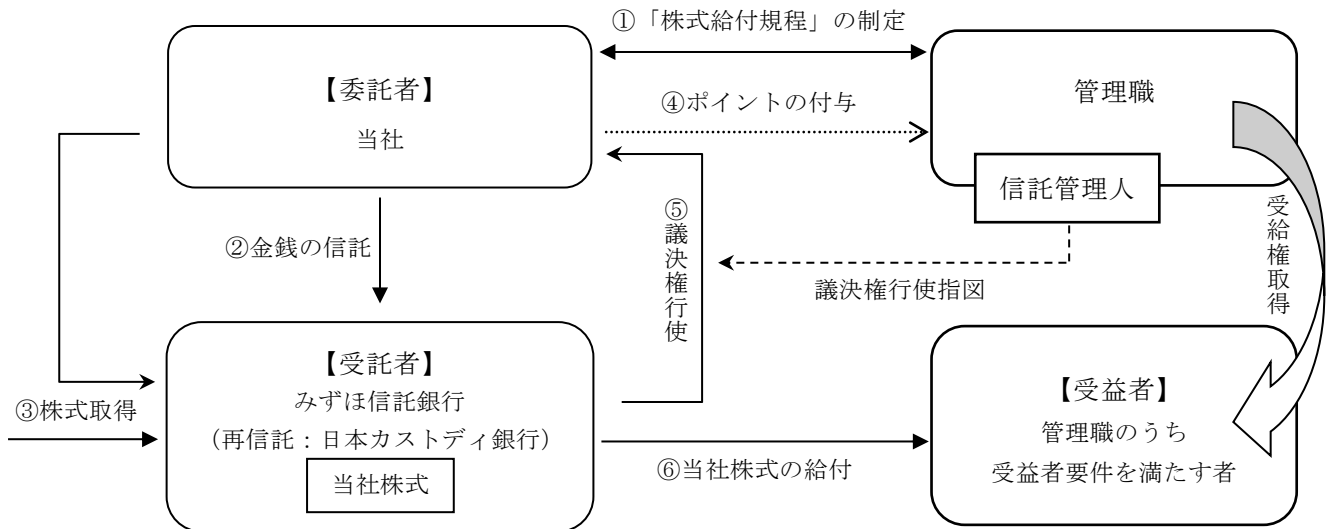 ①「株式給付規程」の制定
【委託者】
当社
④ポイントの付与
管理職
信託管理人
②金銭の信託
⑤議決権行使
議決権行使指図
受給権取得
③株式取得
【受託者】
みずほ信託銀行
（再信託：日本カストディ銀行）
当社株式
⑥当社株式の給付
【受益者】
管理職のうち
受益者要件を満たす者